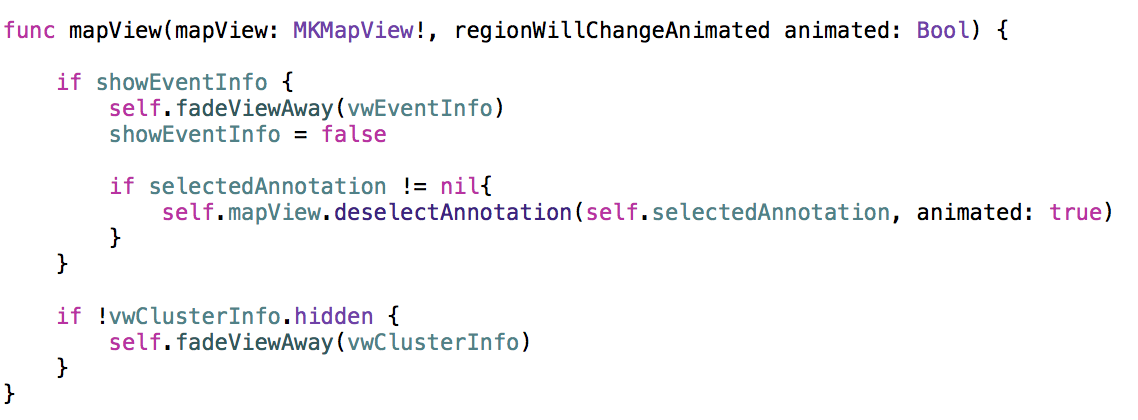 func mapView(mapView: MKMapView!, regionWillChangeAnimated animated: Bool) {
if showEventInfo {
self.fadeViewAway(vwEventInfo)
showEventInfo = false
if selectedAnnotation != nil{
self.mapView.deselectAnnotation(self.selectedAnnotation, animated: true)
}
}
if !vwClusterInfo.hidden {
self.fadeViewAway(vwClusterInfo)
}
}